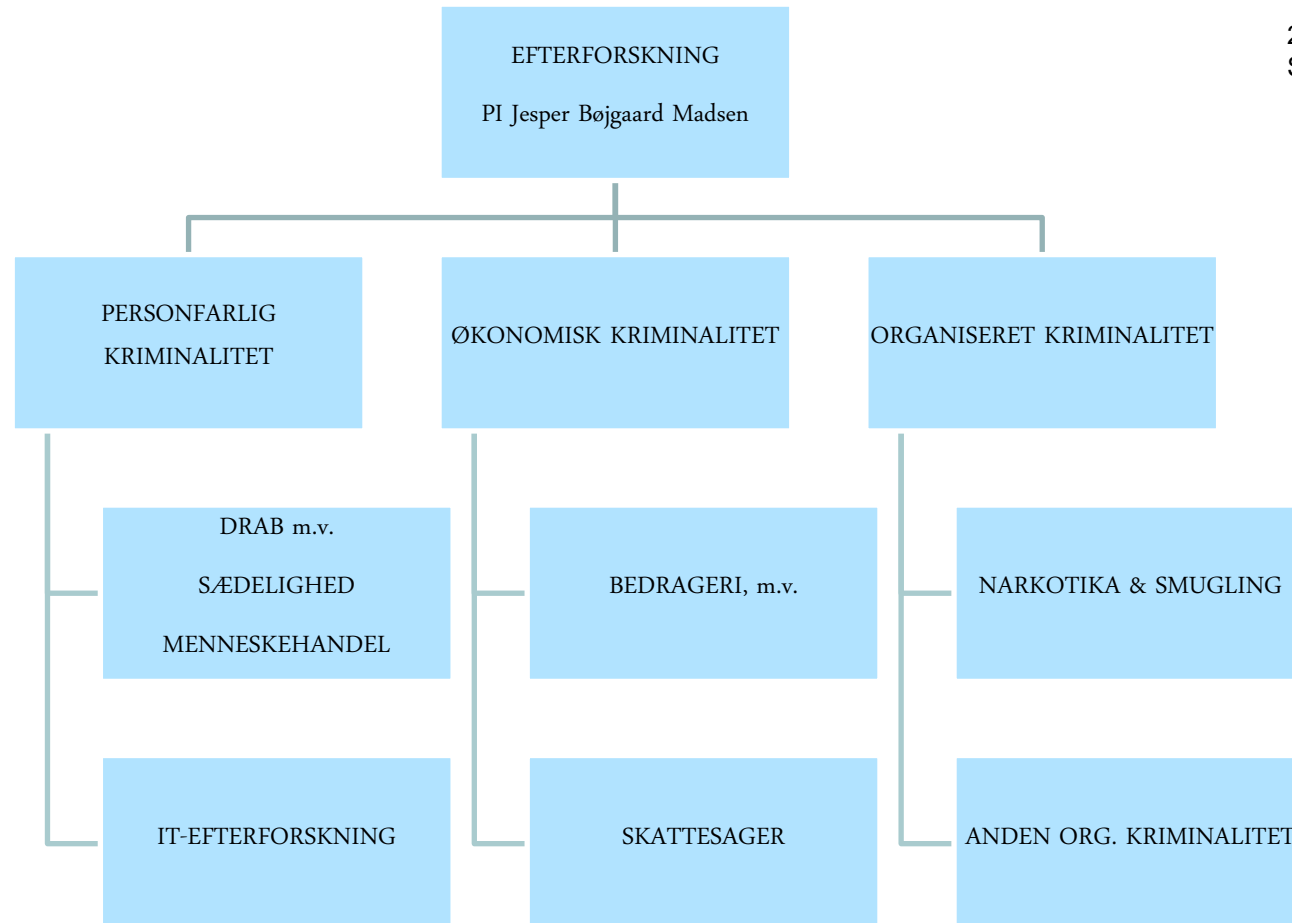 EFTERFORSKNING
PI Jesper Bøjgaard Madsen
PERSONFARLIG
KRIMINALITET
ØKONOMISK KRIMINALITET
ORGANISERET KRIMINALITET
DRAB m.v.
SÆDELIGHED
MENNESKEHANDEL
BEDRAGERI, m.v.
NARKOTIKA & SMUGLING
IT-EFTERFORSKNING
SKATTESAGER
ANDEN ORG. KRIMINALITET